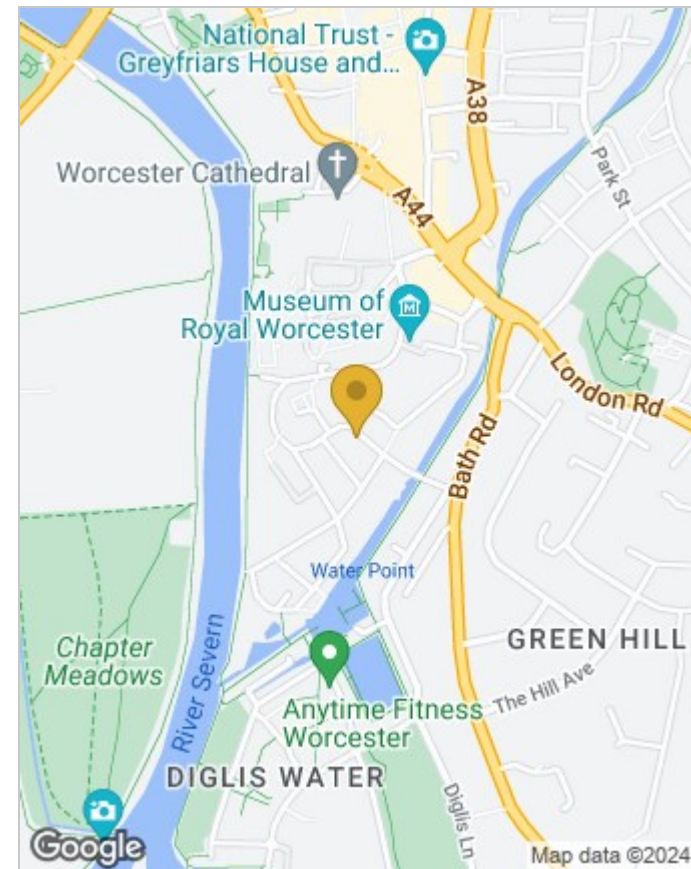 National Trust -
Greyfriars House and...
A38
Park St
Worcester Cathedral
A44
Museum of
Royal Worcester
London Rd
Bath Rd
Water Point
Chapter
Meadows
River Severn
GREEN HILL
The Hill Ave
Anytime Fitness
Worcester
DIGLIS WATER
Diglis Ln
Google
Map data ©2024